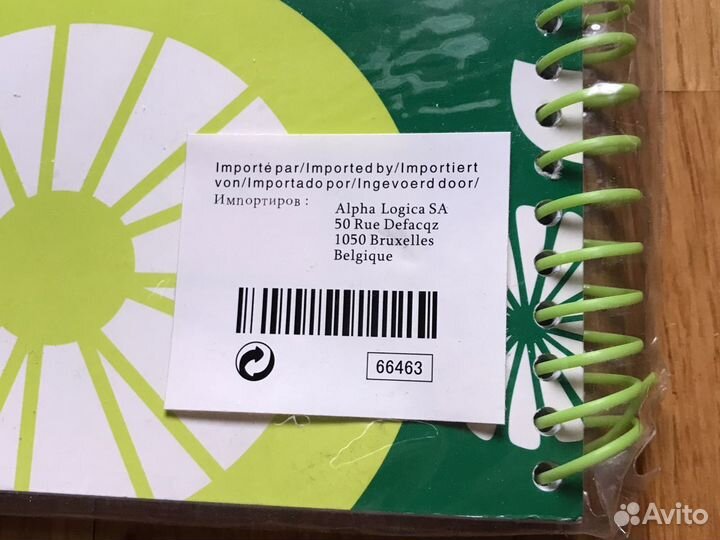 Importé par/Imported by/Importiert
von/Importado por/Ingevoerd door/
Импортиров :
Alpha Logica SA
50 Rue Defacqz
1050 Bruxelles
Belgique
66463
Avito